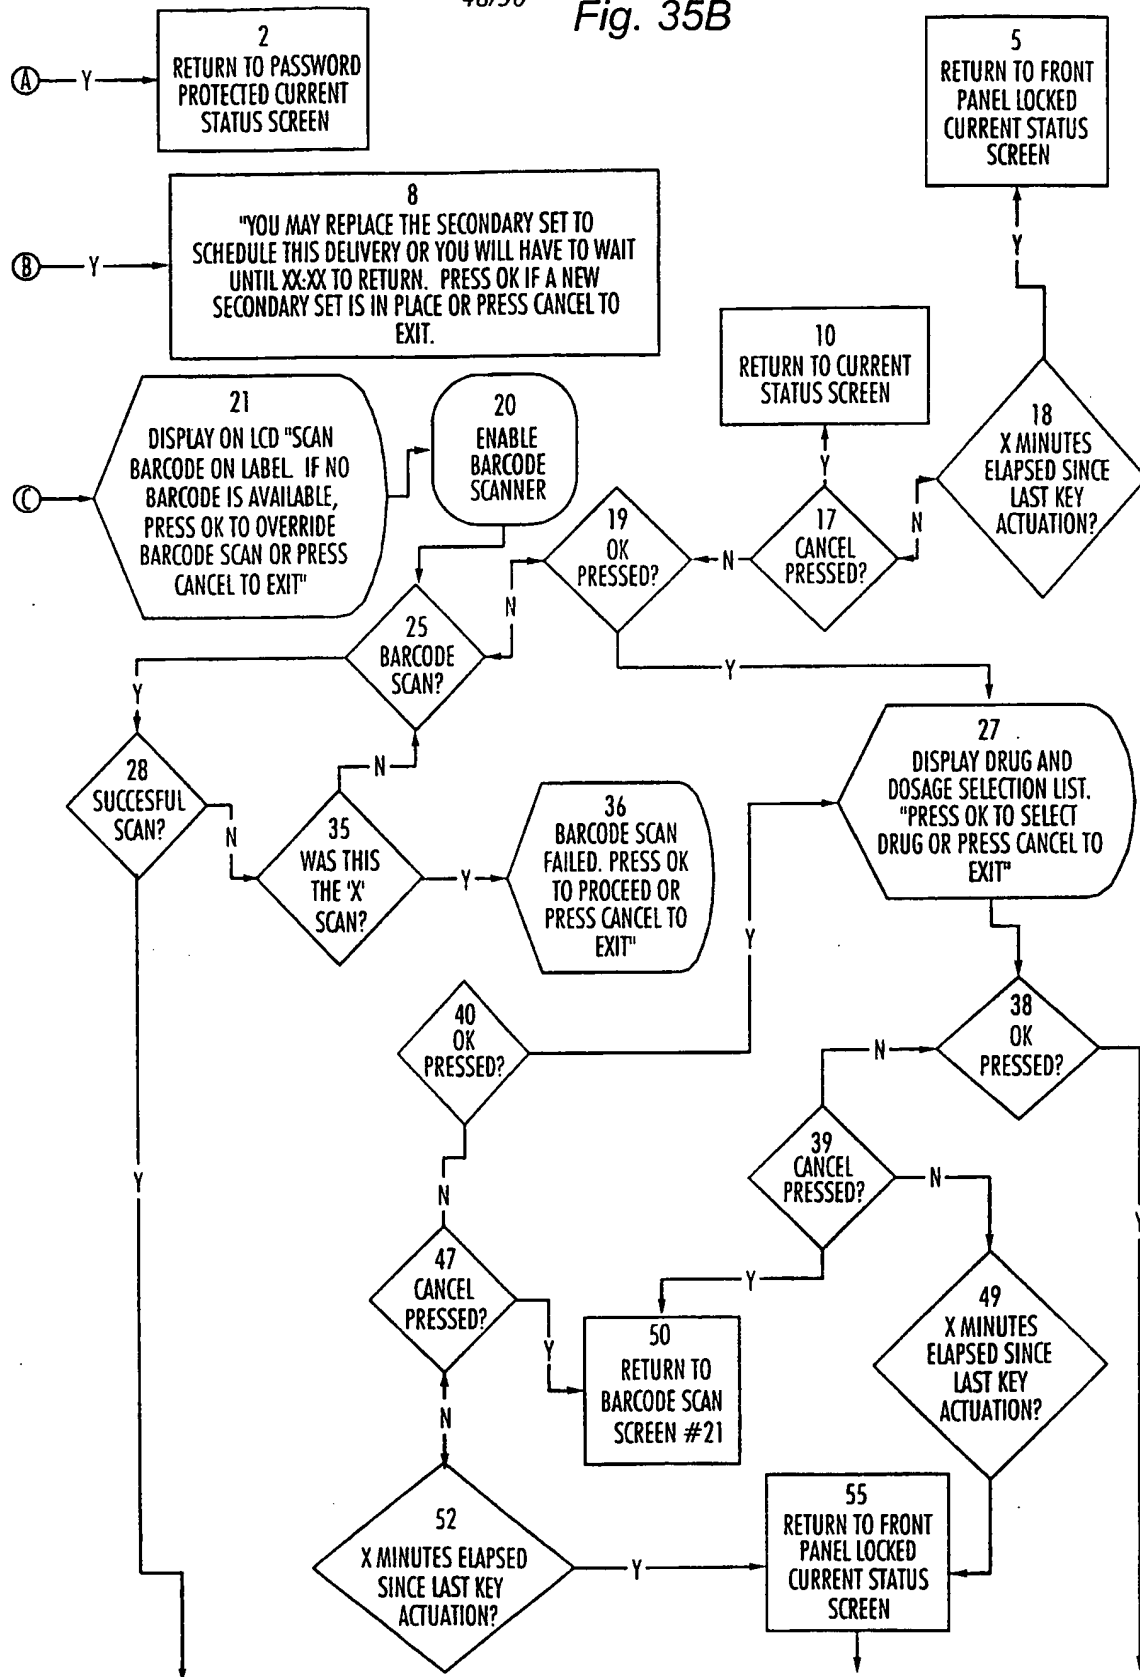 48/90
Fig. 35B
2
RETURN TO PASSWORD
PROTECTED CURRENT
STATUS SCREEN
5
RETURN TO FRONT
PANEL LOCKED
CURRENT STATUS
SCREEN
A
Y
8
"YOU MAY REPLACE THE SECONDARY SET TO
SCHEDULE THIS DELIVERY OR YOU WILL HAVE TO WAIT
UNTIL XX:XX TO RETURN. PRESS OK IF A NEW
SECONDARY SET IS IN PLACE OR PRESS CANCEL TO
EXIT.
B
Y
Y
10
RETURN TO CURRENT
STATUS SCREEN
21
DISPLAY ON LCD "SCAN
BARCODE ON LABEL. IF NO
BARCODE IS AVAILABLE,
PRESS OK TO OVERRIDE
BARCODE SCAN OR PRESS
CANCEL TO EXIT"
C
20
ENABLE
BARCODE
SCANNER
18
X MINUTES
ELAPSED SINCE
LAST KEY
ACTUATION?
Y
19
OK
PRESSED?
N
17
CANCEL
PRESSED?
N
N
25
BARCODE
SCAN?
Y
Y
27
DISPLAY DRUG AND
DOSAGE SELECTION LIST.
"PRESS OK TO SELECT
DRUG OR PRESS CANCEL TO
EXIT"
28
SUCCESFUL
SCAN?
N
N
35
WAS THIS
THE 'X'
SCAN?
Y
36
BARCODE SCAN
FAILED. PRESS OK
TO PROCEED OR
PRESS CANCEL TO
EXIT"
Y
40
OK
PRESSED?
38
OK
PRESSED?
N
39
CANCEL
PRESSED?
N
Y
N
Y
47
CANCEL
PRESSED?
Y
Y
50
RETURN TO
BARCODE SCAN
SCREEN #21
49
X MINUTES
ELAPSED SINCE
LAST KEY
ACTUATION?
N
52
X MINUTES ELAPSED
SINCE LAST KEY
ACTUATION?
Y
55
RETURN TO FRONT
PANEL LOCKED
CURRENT STATUS
SCREEN